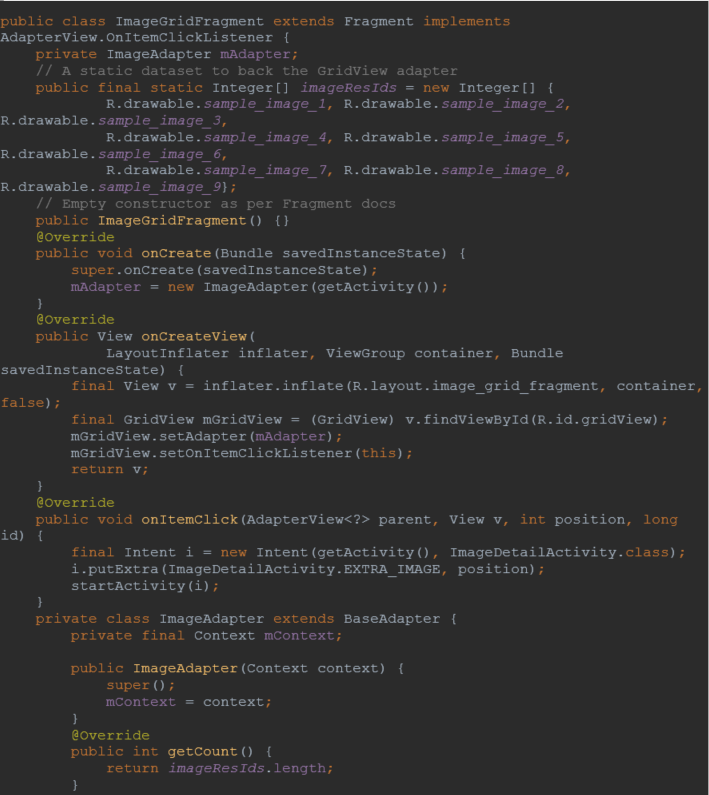 public class ImageGridFragment extends Fragment implements
AdapterView.OnItemClickListener {
    private ImageAdapter mAdapter;
    // A static dataset to back the GridView adapter
    public final static Integer[] imageResIds = new Integer[] {
            R.drawable.sample_image_1, R.drawable.sample_image_2,
R.drawable.sample_image_3,
            R.drawable.sample_image_4, R.drawable.sample_image_5,
R.drawable.sample_image_6,
            R.drawable.sample_image_7, R.drawable.sample_image_8,
R.drawable.sample_image_9};
    // Empty constructor as per Fragment docs
    public ImageGridFragment() {}
    @Override
    public void onCreate(Bundle savedInstanceState) {
        super.onCreate(savedInstanceState);
        mAdapter = new ImageAdapter(getActivity());
    }
    @Override
    public View onCreateView(
            LayoutInflater inflater, ViewGroup container, Bundle
savedInstanceState) {
        final View v = inflater.inflate(R.layout.image_grid_fragment, container,
false);
        final GridView mGridView = (GridView) v.findViewById(R.id.gridView);
        mGridView.setAdapter(mAdapter);
        mGridView.setOnItemClickListener(this);
        return v;
    }
    @Override
    public void onItemClick(AdapterView<?> parent, View v, int position, long
id) {
        final Intent i = new Intent(getActivity(), ImageDetailActivity.class);
        i.putExtra(ImageDetailActivity.EXTRA_IMAGE, position);
        startActivity(i);
    }
    private class ImageAdapter extends BaseAdapter {
        private final Context mContext;

        public ImageAdapter(Context context) {
            super();
            mContext = context;
        }
        @Override
        public int getCount() {
            return imageResIds.length;
        }